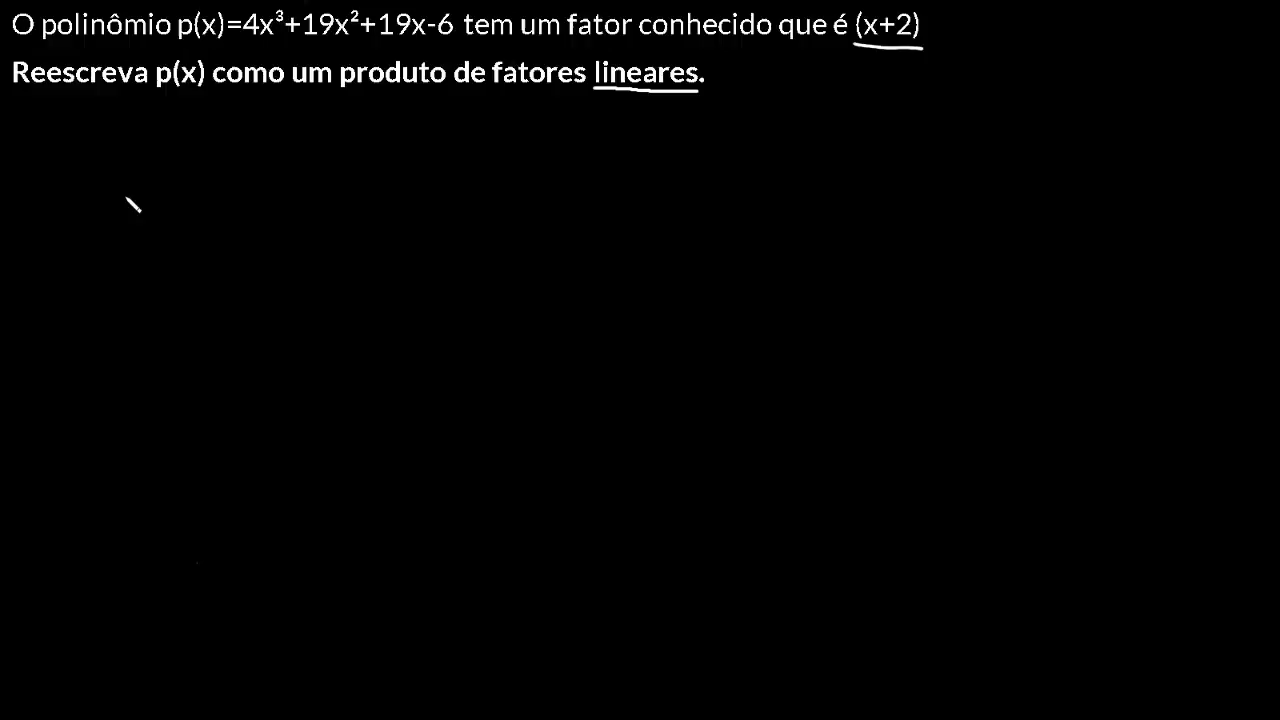 O polinômio p(x)=4x³+19x²+19x-6 tem um fator conhecido que é (x+2)
Reescreva p(x) como um produto de fatores lineares.